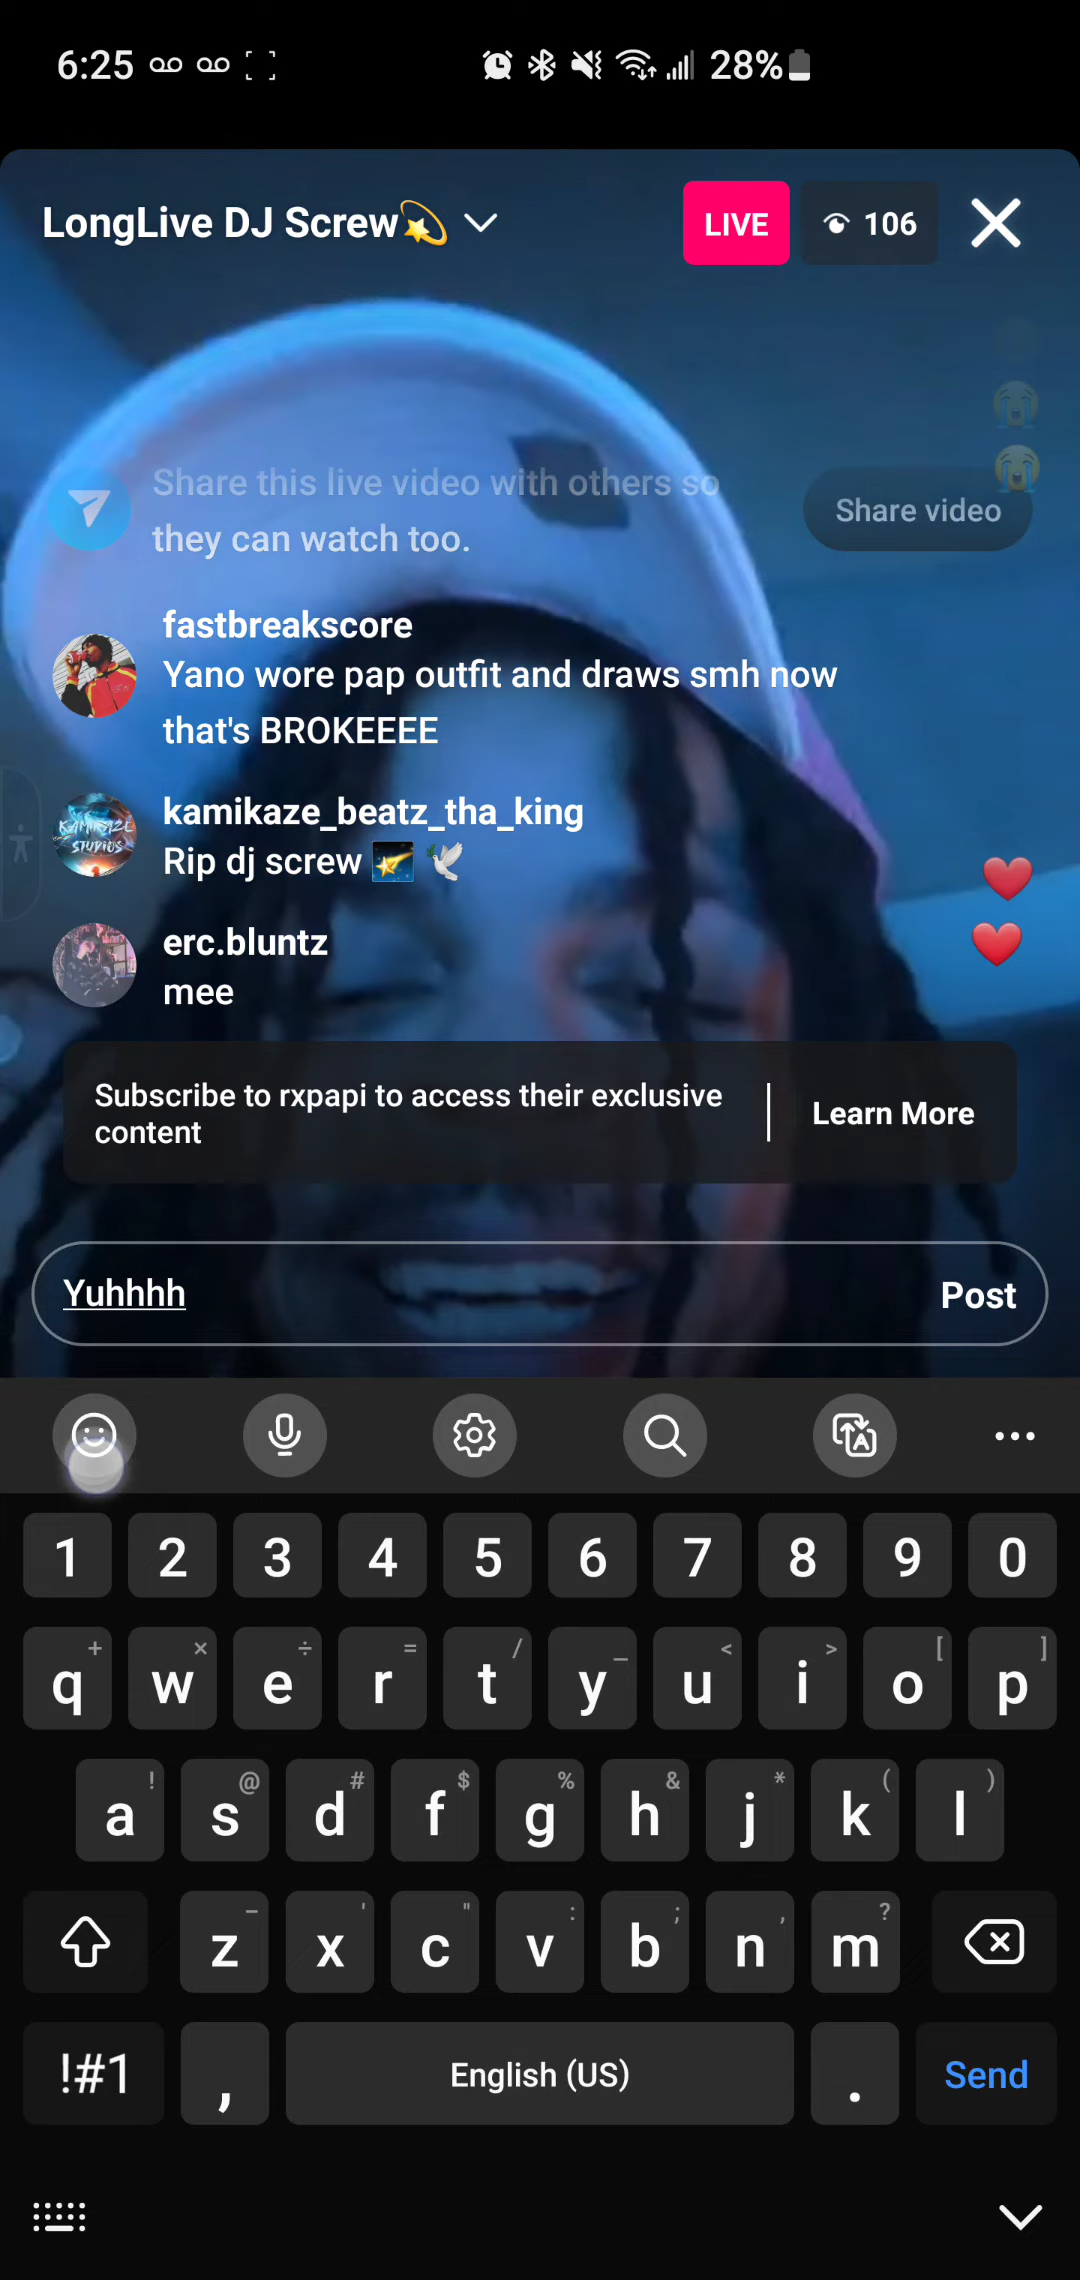 6:25 28%
LongLive DJ Screw💫 LIVE 106
Share this live video with others so
they can watch too.
Share video
fastbreakscore
Yano wore pap outfit and draws smh now
that's BROKEEEE
KAMIKAZE
STUDIOS
kamikaze_beatz_tha_king
Rip dj screw 🌠 🕊️
erc.bluntz
mee
Subscribe to rxpapi to access their exclusive
content
Learn More
Yuhhhh Post
1 2 3 4 5 6 7 8 9 0
+ × ÷ = / _ < > [ ]
q w e r t y u i o p
! @ # $ % & * ( )
a s d f g h j k l
- ' " : ; , ?
z x c v b n m
!#1 , English (US) . Send